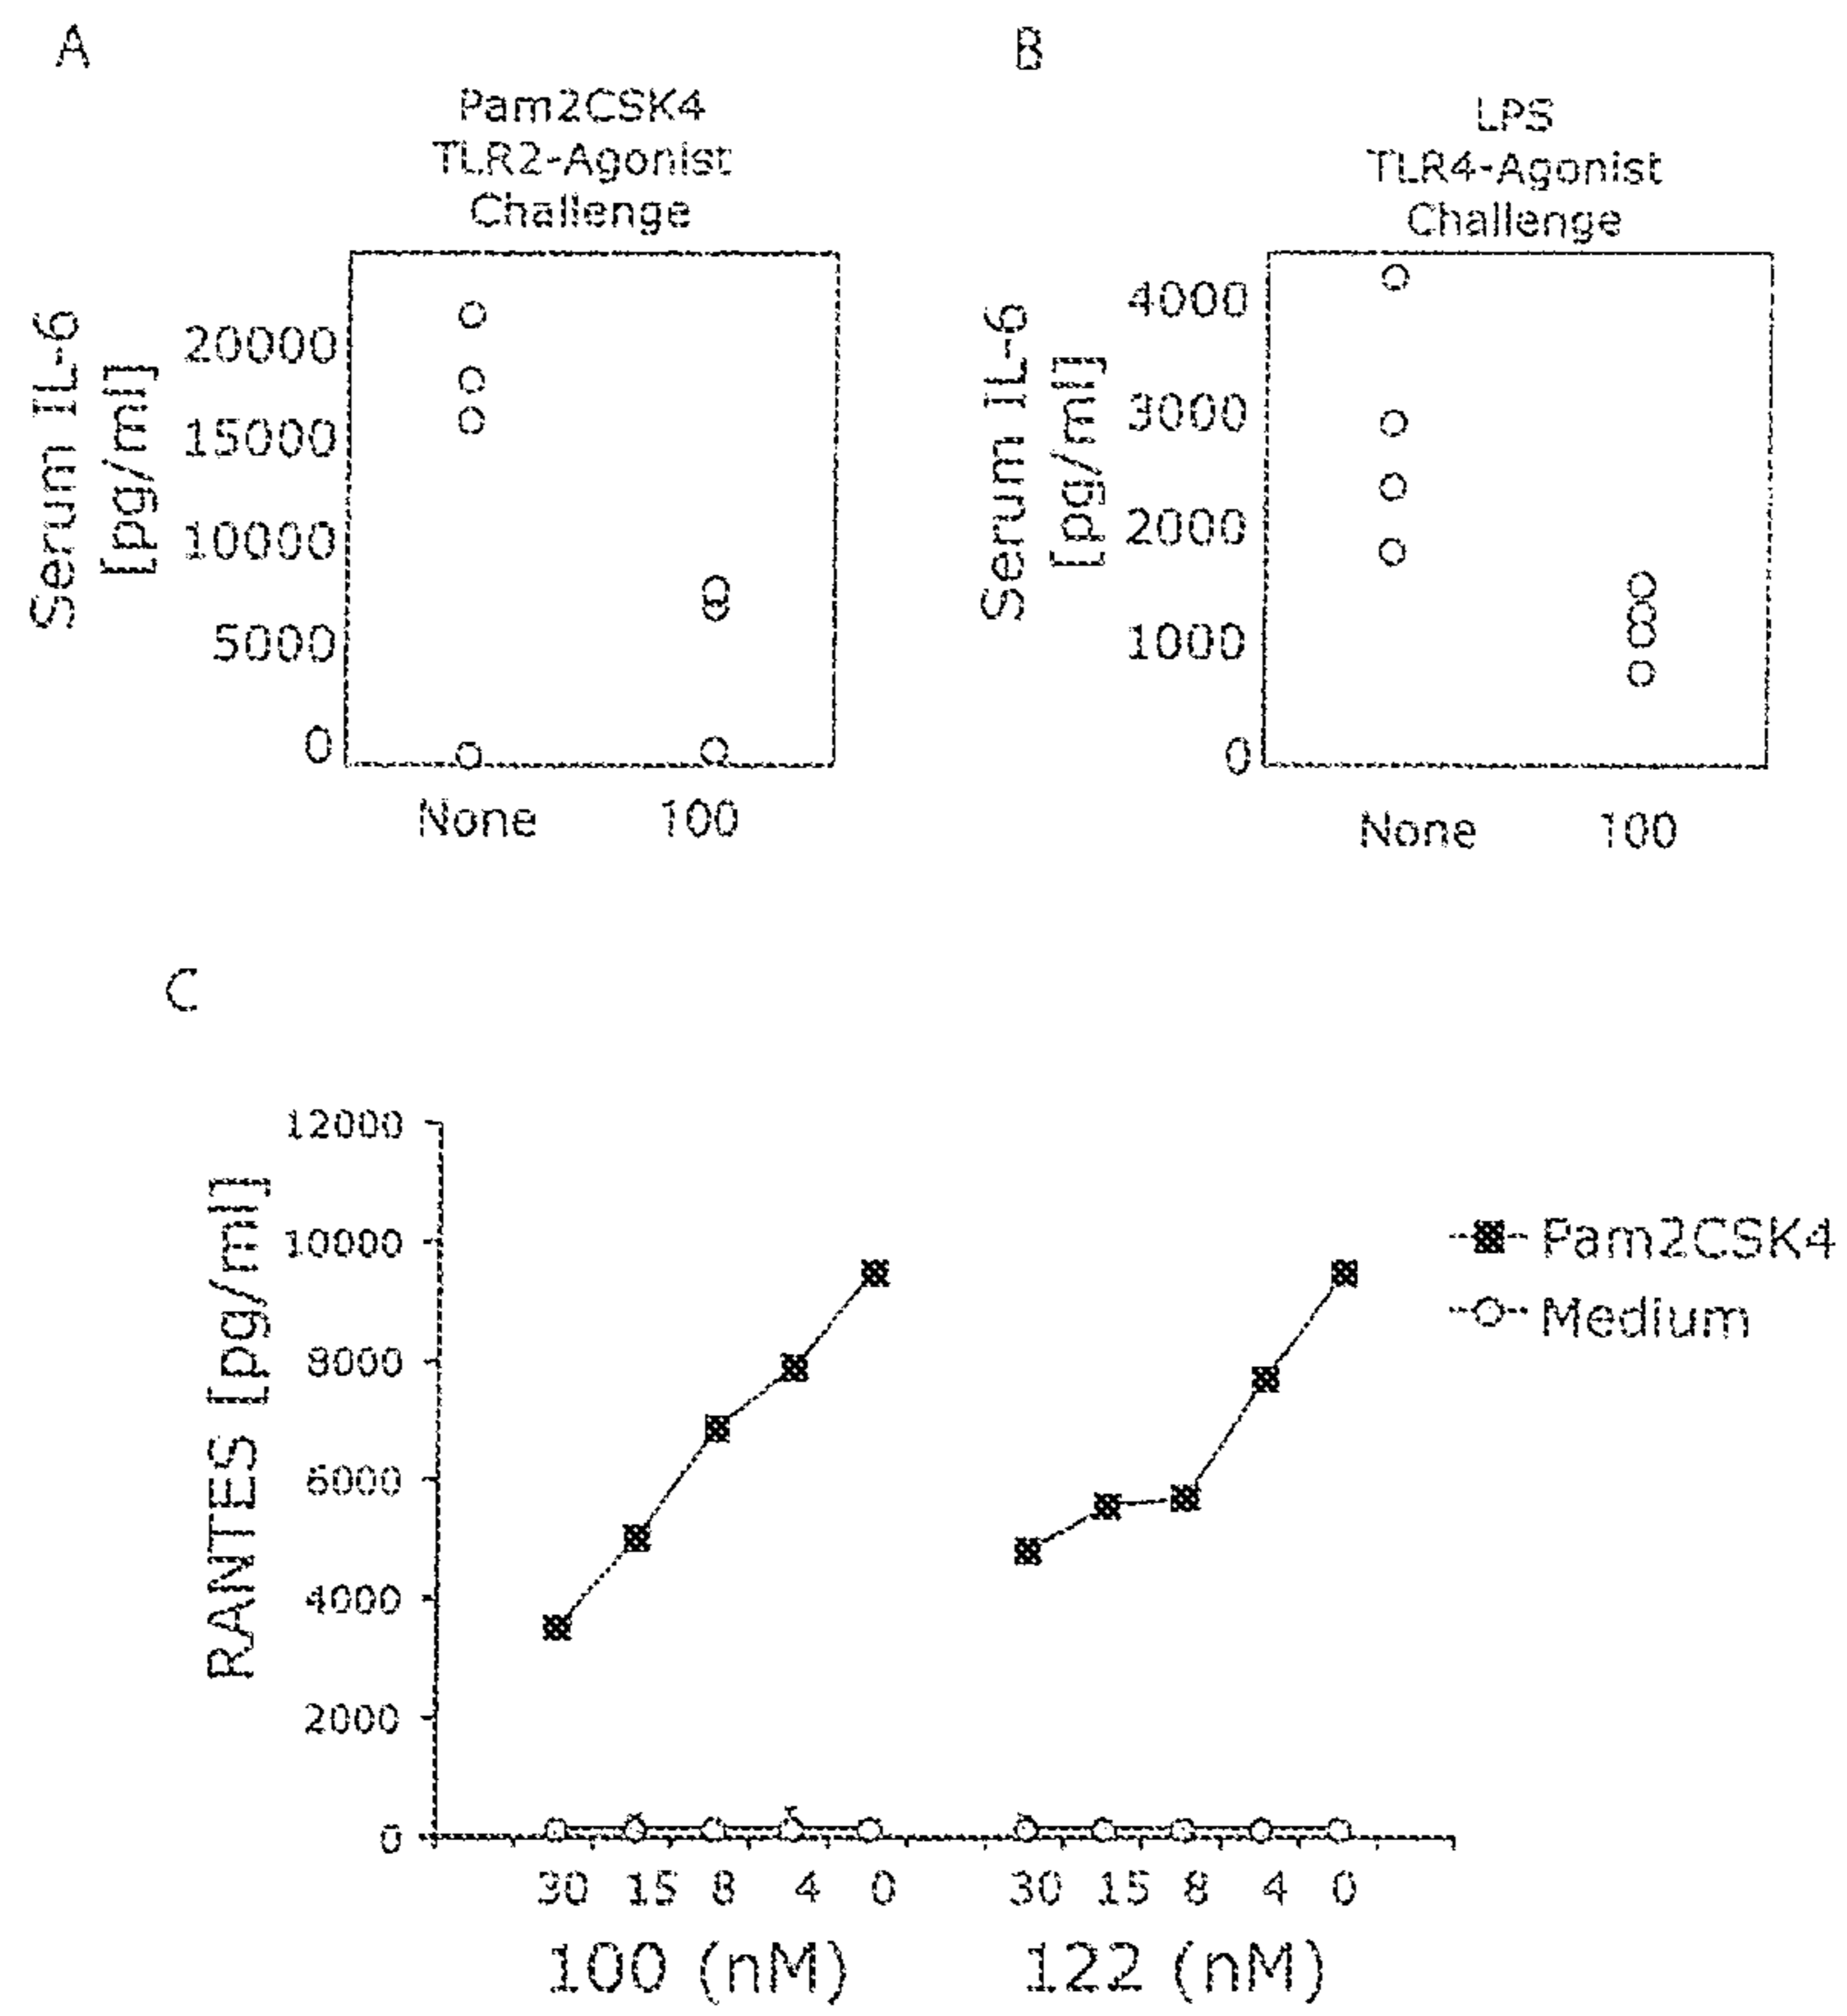 A
Pam2CSK4
TLR2-Agonist
Challenge
Serum IL-6
[pg/ml]
20000
15000
10000
5000
0
None 100
B
LPS
TLR4-Agonist
Challenge
Serum IL-6
[pg/ml]
4000
3000
2000
1000
0
None 100
C
RANTES [pg/ml]
12000
10000
8000
6000
4000
2000
0
30 15 8 4 0 30 15 8 4 0
100 (nM) 122 (nM)
Pam2CSK4
Medium